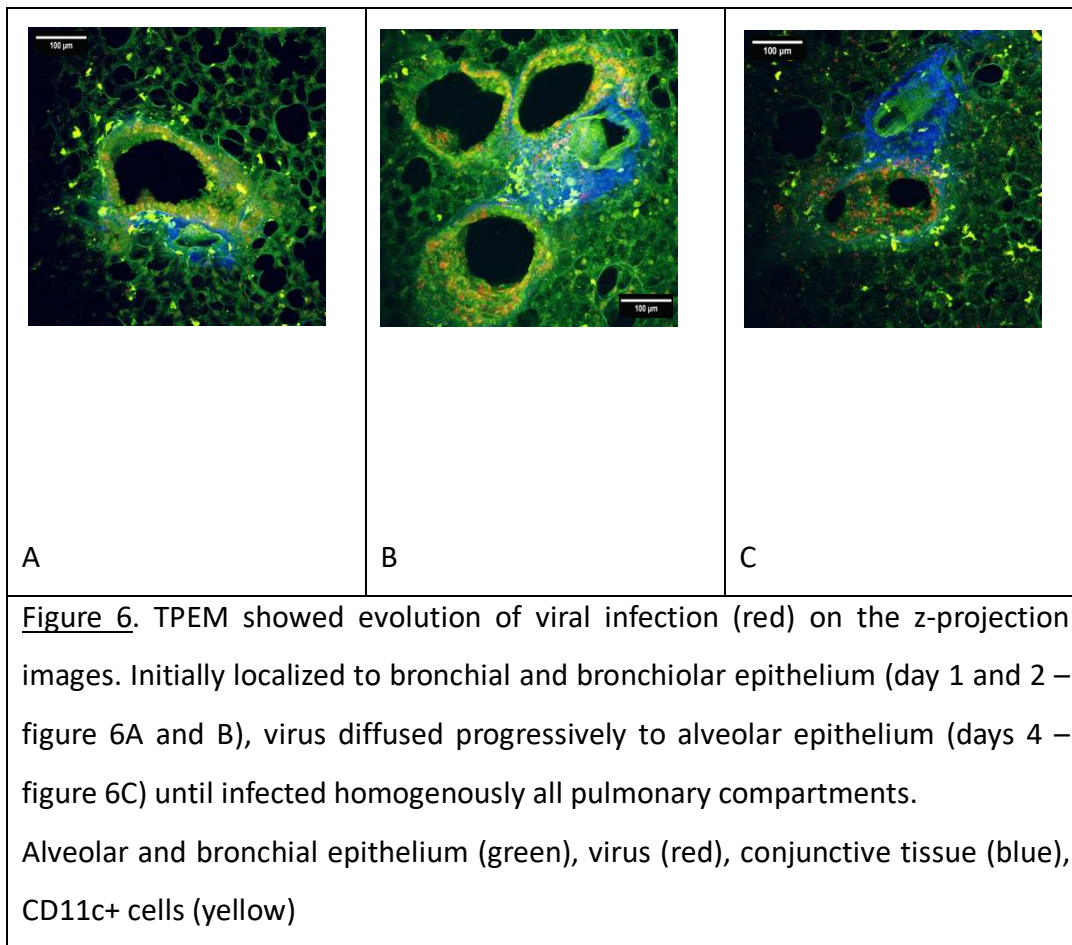 100 µm
100 µm
100 µm
A
B
C
Figure 6. TPEM showed evolution of viral infection (red) on the z-projection
images. Initially localized to bronchial and bronchiolar epithelium (day 1 and 2 –
figure 6A and B), virus diffused progressively to alveolar epithelium (days 4 –
figure 6C) until infected homogenously all pulmonary compartments.
Alveolar and bronchial epithelium (green), virus (red), conjunctive tissue (blue),
CD11c+ cells (yellow)